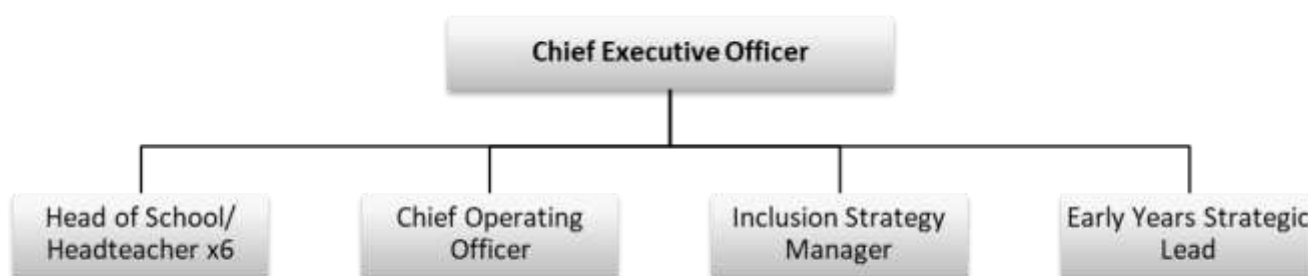 Chief Executive Officer
Head of School/
Headteacher x6
Chief Operating
Officer
Inclusion Strategy
Manager
Early Years Strategic
Lead